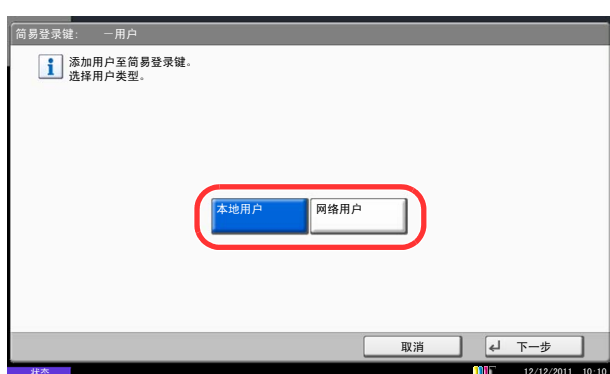 简易登录键: －用户
添加用户至简易登录键。
选择用户类型。
本地用户
网络用户
取消
下一步
状态
12/12/2011 10:10